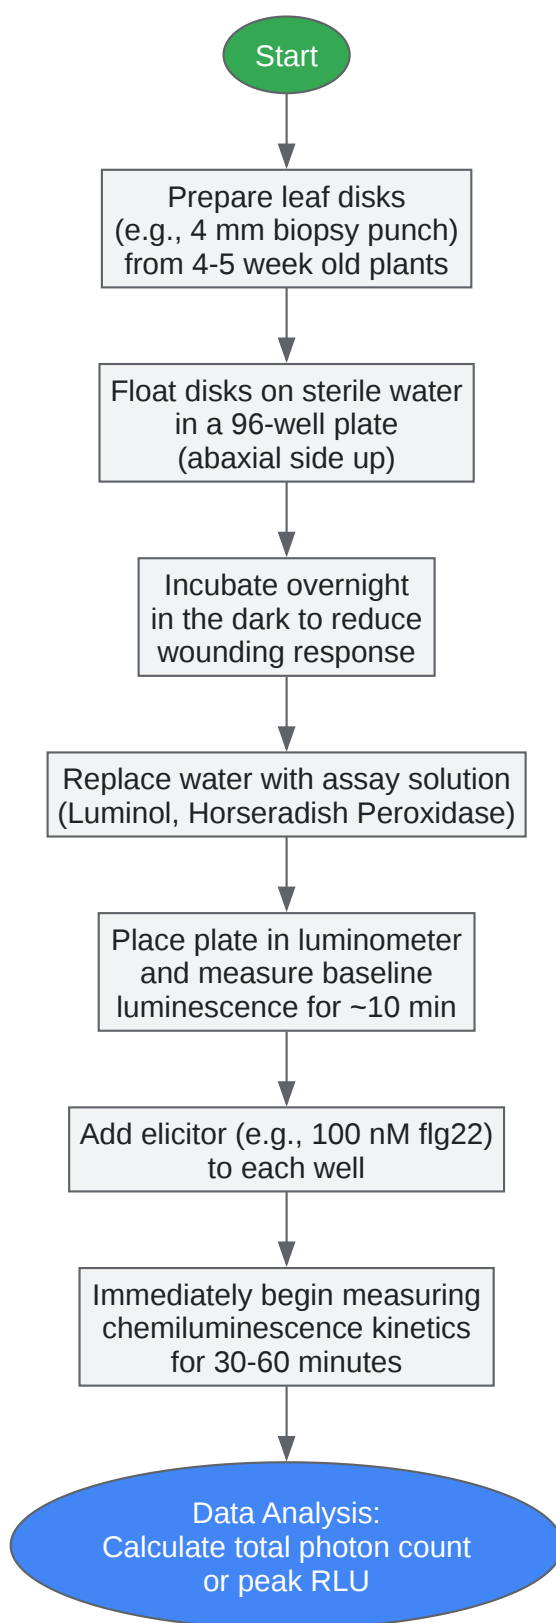 Start
Prepare leaf disks
(e.g., 4 mm biopsy punch)
from 4-5 week old plants
Float disks on sterile water
in a 96-well plate
(abaxial side up)
Incubate overnight
in the dark to reduce
wounding response
Replace water with assay solution
(Luminol, Horseradish Peroxidase)
Place plate in luminometer
and measure baseline
luminescence for ~10 min
Add elicitor (e.g., 100 nM flg22)
to each well
Immediately begin measuring
chemiluminescence kinetics
for 30-60 minutes
Data Analysis:
Calculate total photon count
or peak RLU